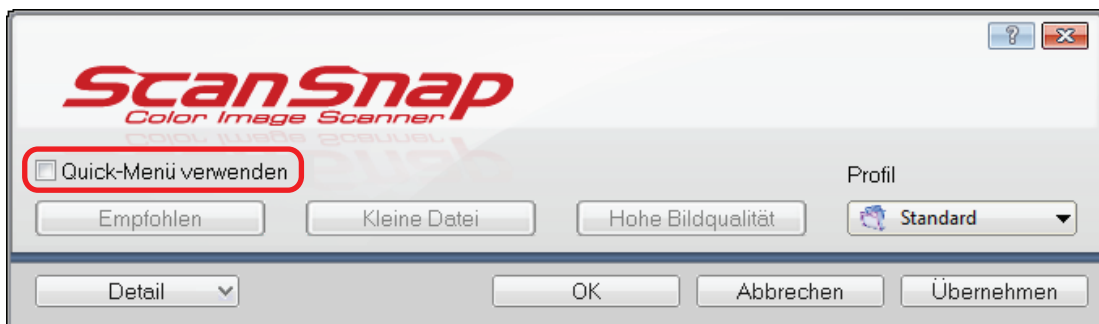 ScanSnap
Color Image Scanner
Quick-Menü verwenden
Profil
Empfohlen
Kleine Datei
Hohe Bildqualität
Standard
Detail
OK
Abbrechen
Übernehmen